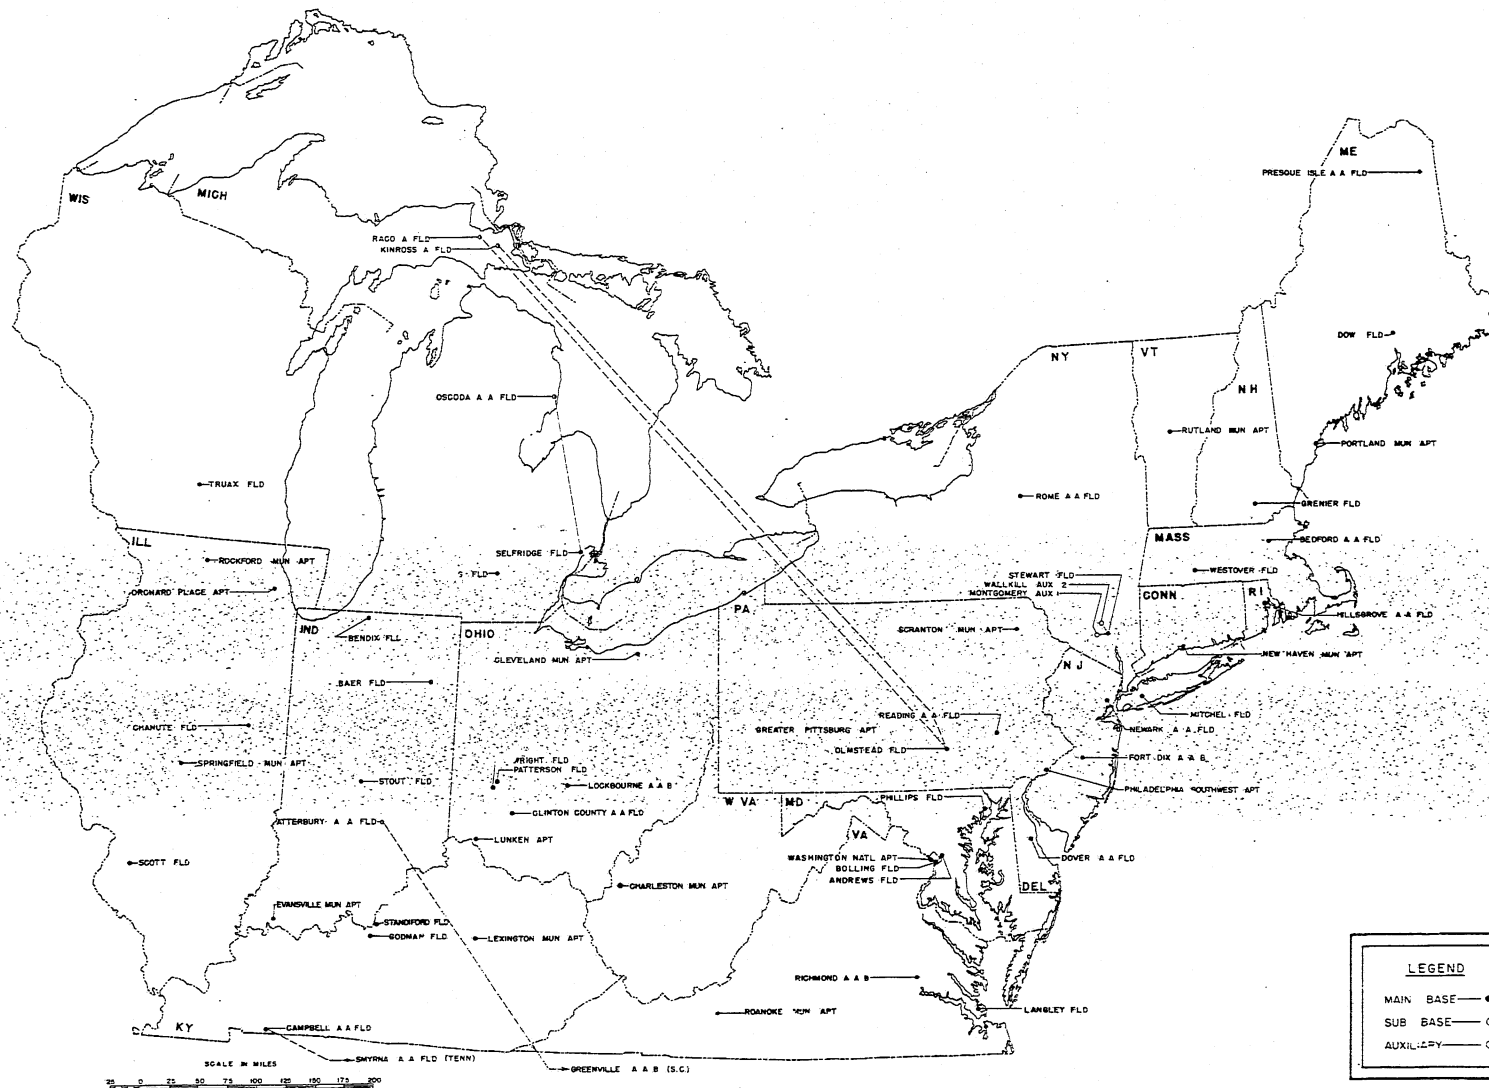 ME
PRESQUE ISLE A A FLD
WIS
MICH
RACO A FLD
KINROSS A FLD
DOW FLD
NY
VT
NH
OSCODA A A FLD
RUTLAND MUN APT
PORTLAND MUN APT
TRUAX FLD
ROME A A FLD
GRENIER FLD
ILL
MASS
BEDFORD A A FLD
ROCKFORD MUN APT
SELFRIDGE FLD
S FLD
STEWART FLD
WESTOVER FLD
WALLKILL AUX 2
MONTGOMERY AUX 1
ORCHARD PLACE APT
CONN
RI
PA
HILLSGROVE A A FLD
IND
BENDIX
OHIO
SCRANTON MUN APT
NEW HAVEN MUN APT
CLEVELAND MUN APT
NJ
BAER FLD
READING A A FLD
MITCHEL FLD
CHANUTE FLD
GREATER PITTSBURG APT
NEWARK A A FLD
OLMSTEAD FLD
SPRINGFIELD MUN APT
WRIGHT FLD
PATTERSON FLD
FORT DIX A A B
STOUT FLD
LOCKBOURNE A A B
PHILADELPHIA SOUTHWEST APT
W VA
MD
PHILLIPS FLD
CLINTON COUNTY A A FLD
ATTERBURY A A FLD
LUNKEN APT
VA
WASHINGTON NATL APT
DOVER A A FLD
SCOTT FLD
BOLLING FLD
ANDREWS FLD
DEL
CHARLESTON MUN APT
EVANSVILLE MUN APT
STANDIFORD FLD
GODMAN FLD
LEXINGTON MUN APT
RICHMOND A A B
LANGLEY FLD
ROANOKE MUN APT
KY
CAMPBELL A A FLD
SMYRNA A A FLD (TENN)
GREENVILLE A A B (S.C.)
SCALE IN MILES
25 0 25 50 75 100 125 150 175 200
LEGEND
MAIN BASE
SUB BASE
AUXILIARY